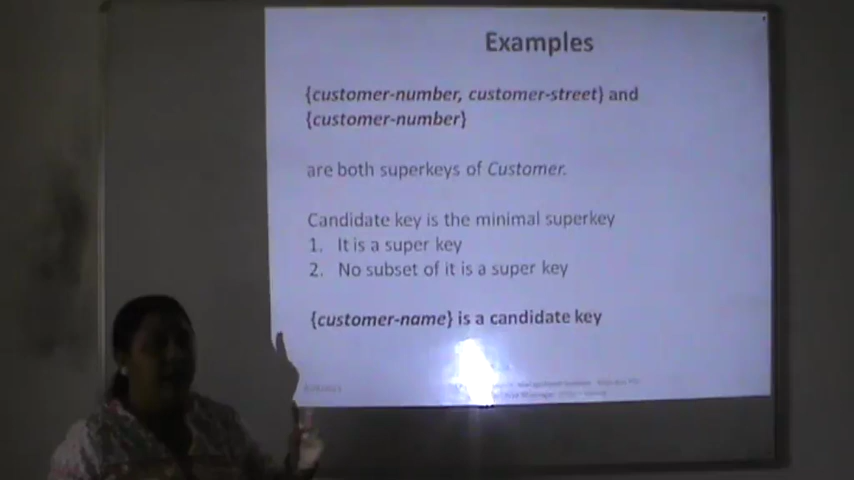 Examples
{customer-number, customer-street} and
{customer-number}
are both superkeys of Customer.
Candidate key is the minimal superkey
1. It is a super key
2. No subset of it is a super key
{customer-name} is a candidate key